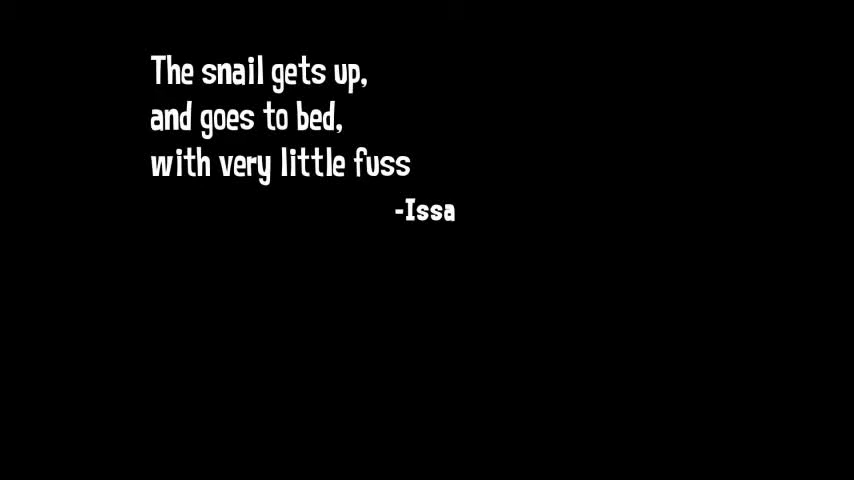 The snail gets up,
and goes to bed,
with very little fuss
-Issa